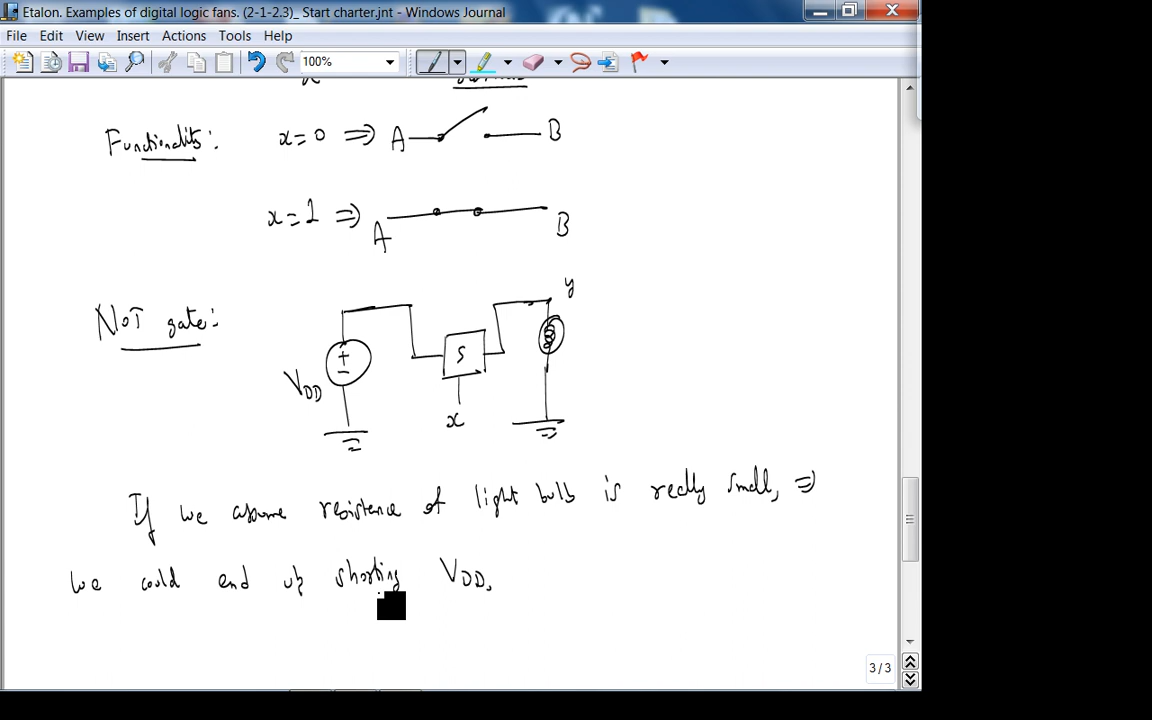 Etalon. Examples of digital logic fans. (2-1-2.3)_ Start charter.jnt - Windows Journal
File Edit View Insert Actions Tools Help
100%
Functionality: x=0 ⇒ A B
x=1 ⇒ A B
NOT gate: y
+
−
S
VDD
x
If we assume resistence of light bulb is really small, ⇒
we could end up shorting VDD.
3/3